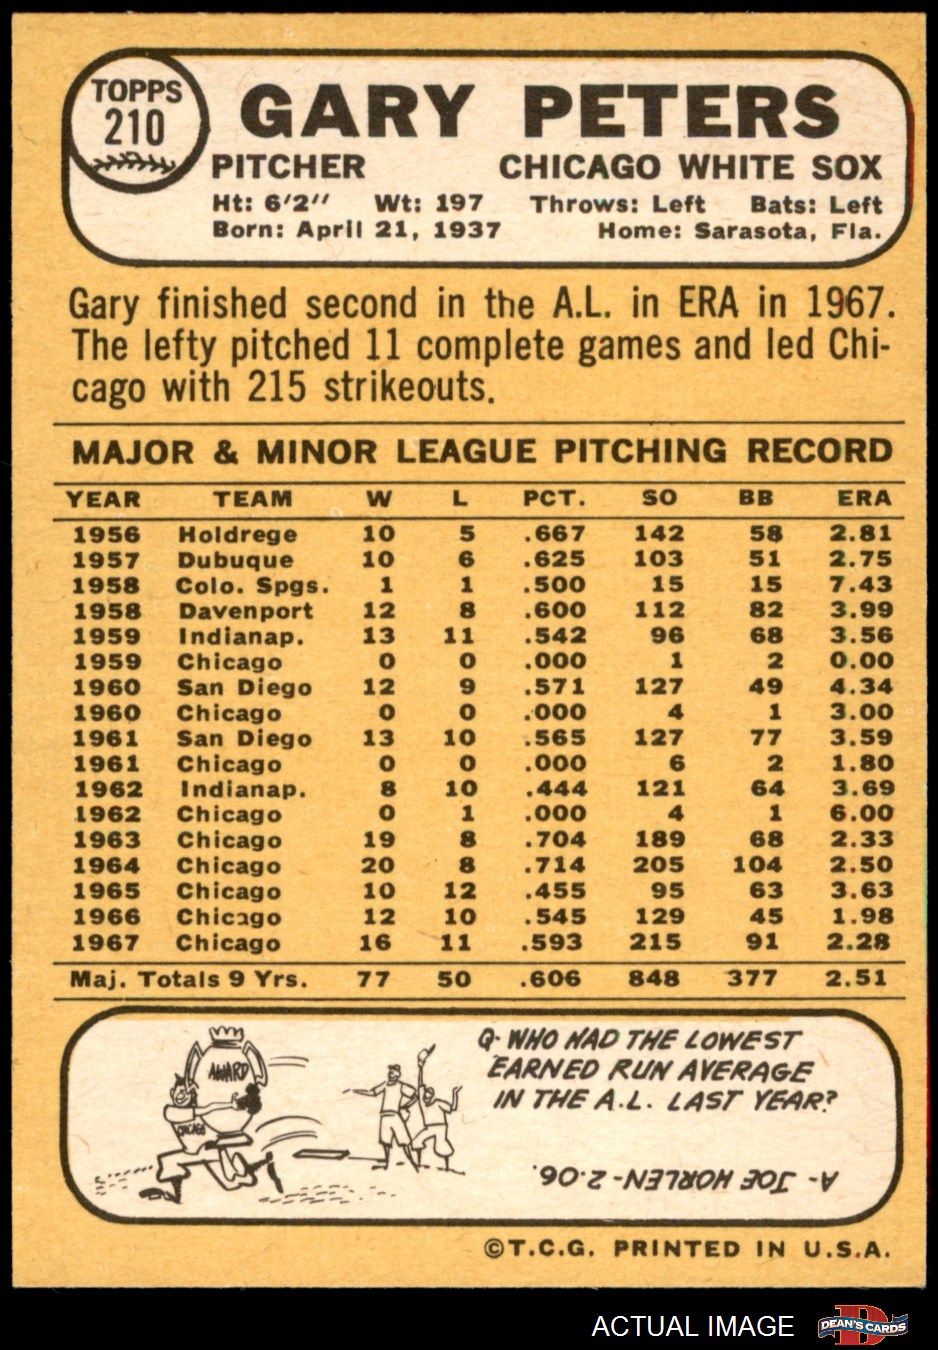 TOPPS
210
GARY PETERS
PITCHER CHICAGO WHITE SOX
Ht: 6'2" Wt: 197 Throws: Left Bats: Left
Born: April 21, 1937 Home: Sarasota, Fla.
Gary finished second in the A.L. in ERA in 1967.
The lefty pitched 11 complete games and led Chi-
cago with 215 strikeouts.
MAJOR & MINOR LEAGUE PITCHING RECORD
YEAR TEAM W L PCT. SO BB ERA
1956 Holdrege 10 5 .667 142 58 2.81
1957 Dubuque 10 6 .625 103 51 2.75
1958 Colo. Spgs. 1 1 .500 15 15 7.43
1958 Davenport 12 8 .600 112 82 3.99
1959 Indianap. 13 11 .542 96 68 3.56
1959 Chicago 0 0 .000 1 2 0.00
1960 San Diego 12 9 .571 127 49 4.34
1960 Chicago 0 0 .000 4 1 3.00
1961 San Diego 13 10 .565 127 77 3.59
1961 Chicago 0 0 .000 6 2 1.80
1962 Indianap. 8 10 .444 121 64 3.69
1962 Chicago 0 1 .000 4 1 6.00
1963 Chicago 19 8 .704 189 68 2.33
1964 Chicago 20 8 .714 205 104 2.50
1965 Chicago 10 12 .455 95 63 3.63
1966 Chicago 12 10 .545 129 45 1.98
1967 Chicago 16 11 .593 215 91 2.28
Maj. Totals 9 Yrs. 77 50 .606 848 377 2.51
AWARD
CHICAGO
Q- WHO HAD THE LOWEST
EARNED RUN AVERAGE
IN THE A.L. LAST YEAR?
A- JOE HORLEN-2.06.
©T.C.G. PRINTED IN U.S.A.
ACTUAL IMAGE
DEAN'S CARDS